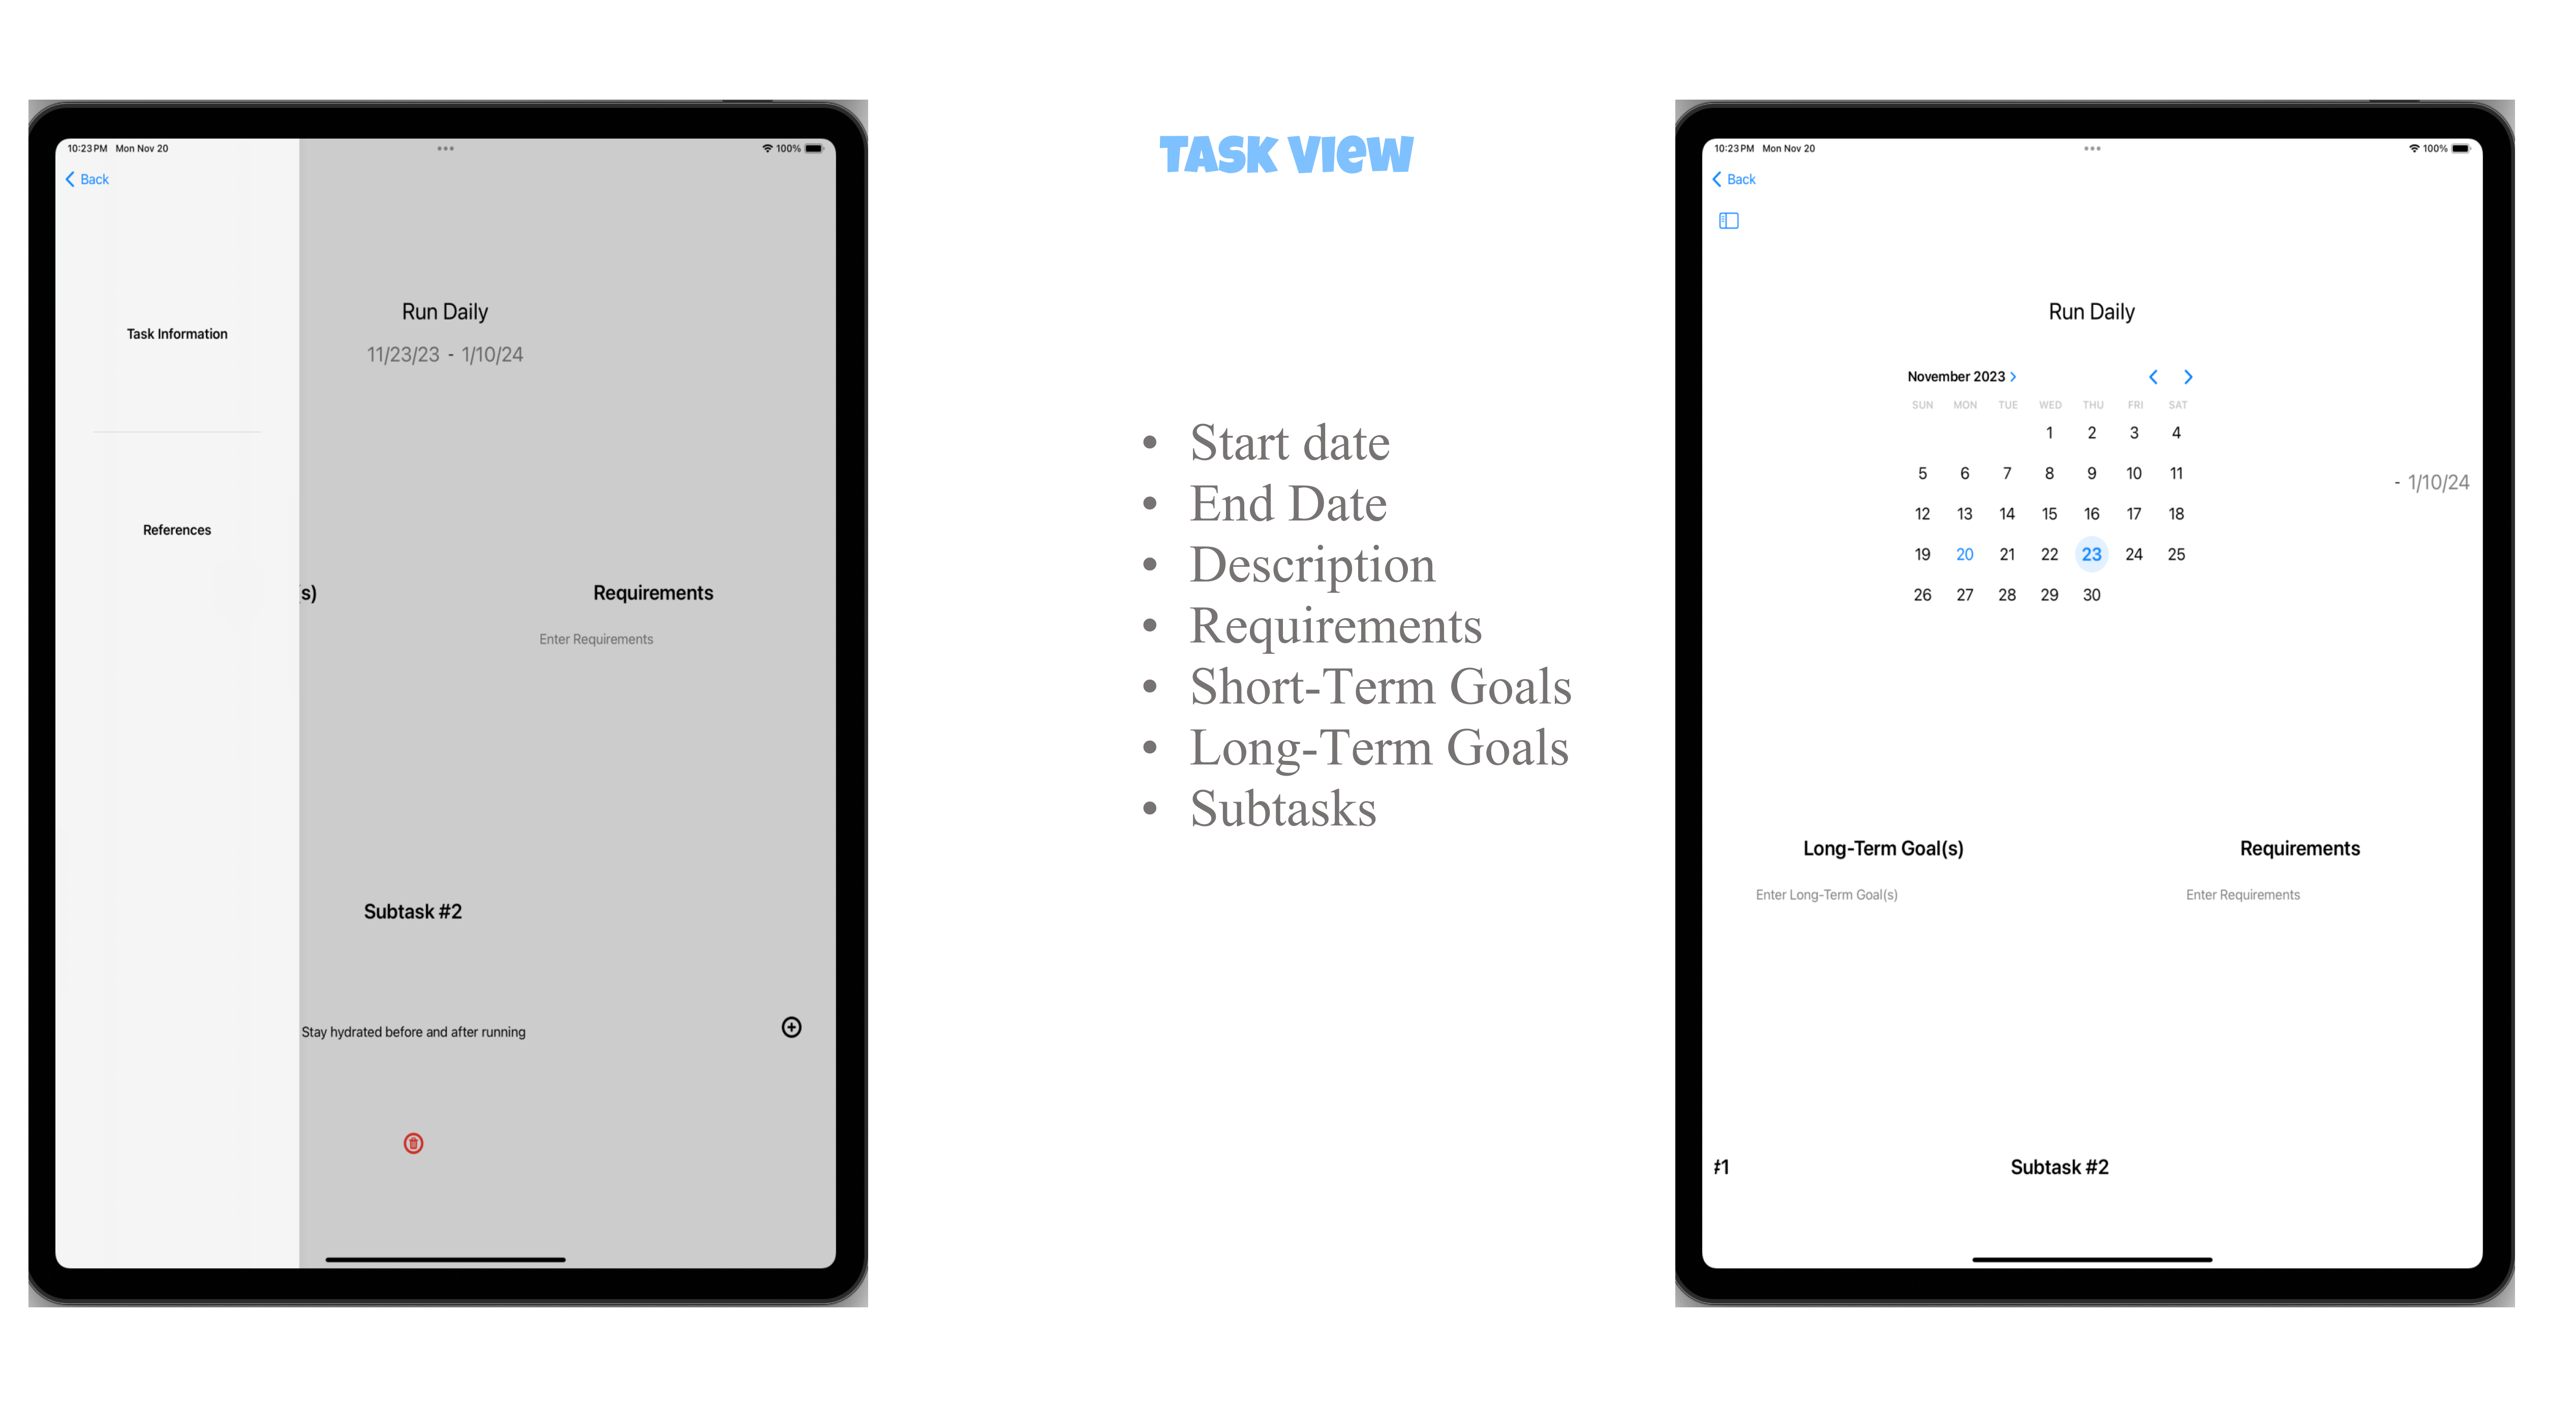 10:23 PM Mon Nov 20
100%
Back
Task Information
References
Run Daily
11/23/23 - 1/10/24
s)
Requirements
Enter Requirements
Subtask #2
Stay hydrated before and after running
TASK VIEW
• Start date
• End Date
• Description
• Requirements
• Short-Term Goals
• Long-Term Goals
• Subtasks
10:23 PM Mon Nov 20
100%
Back
Run Daily
November 2023
SUN MON TUE WED THU FRI SAT
1 2 3 4
5 6 7 8 9 10 11
- 1/10/24
12 13 14 15 16 17 18
19 20 21 22 23 24 25
26 27 28 29 30
Long-Term Goal(s)
Requirements
Enter Long-Term Goal(s)
Enter Requirements
#1
Subtask #2